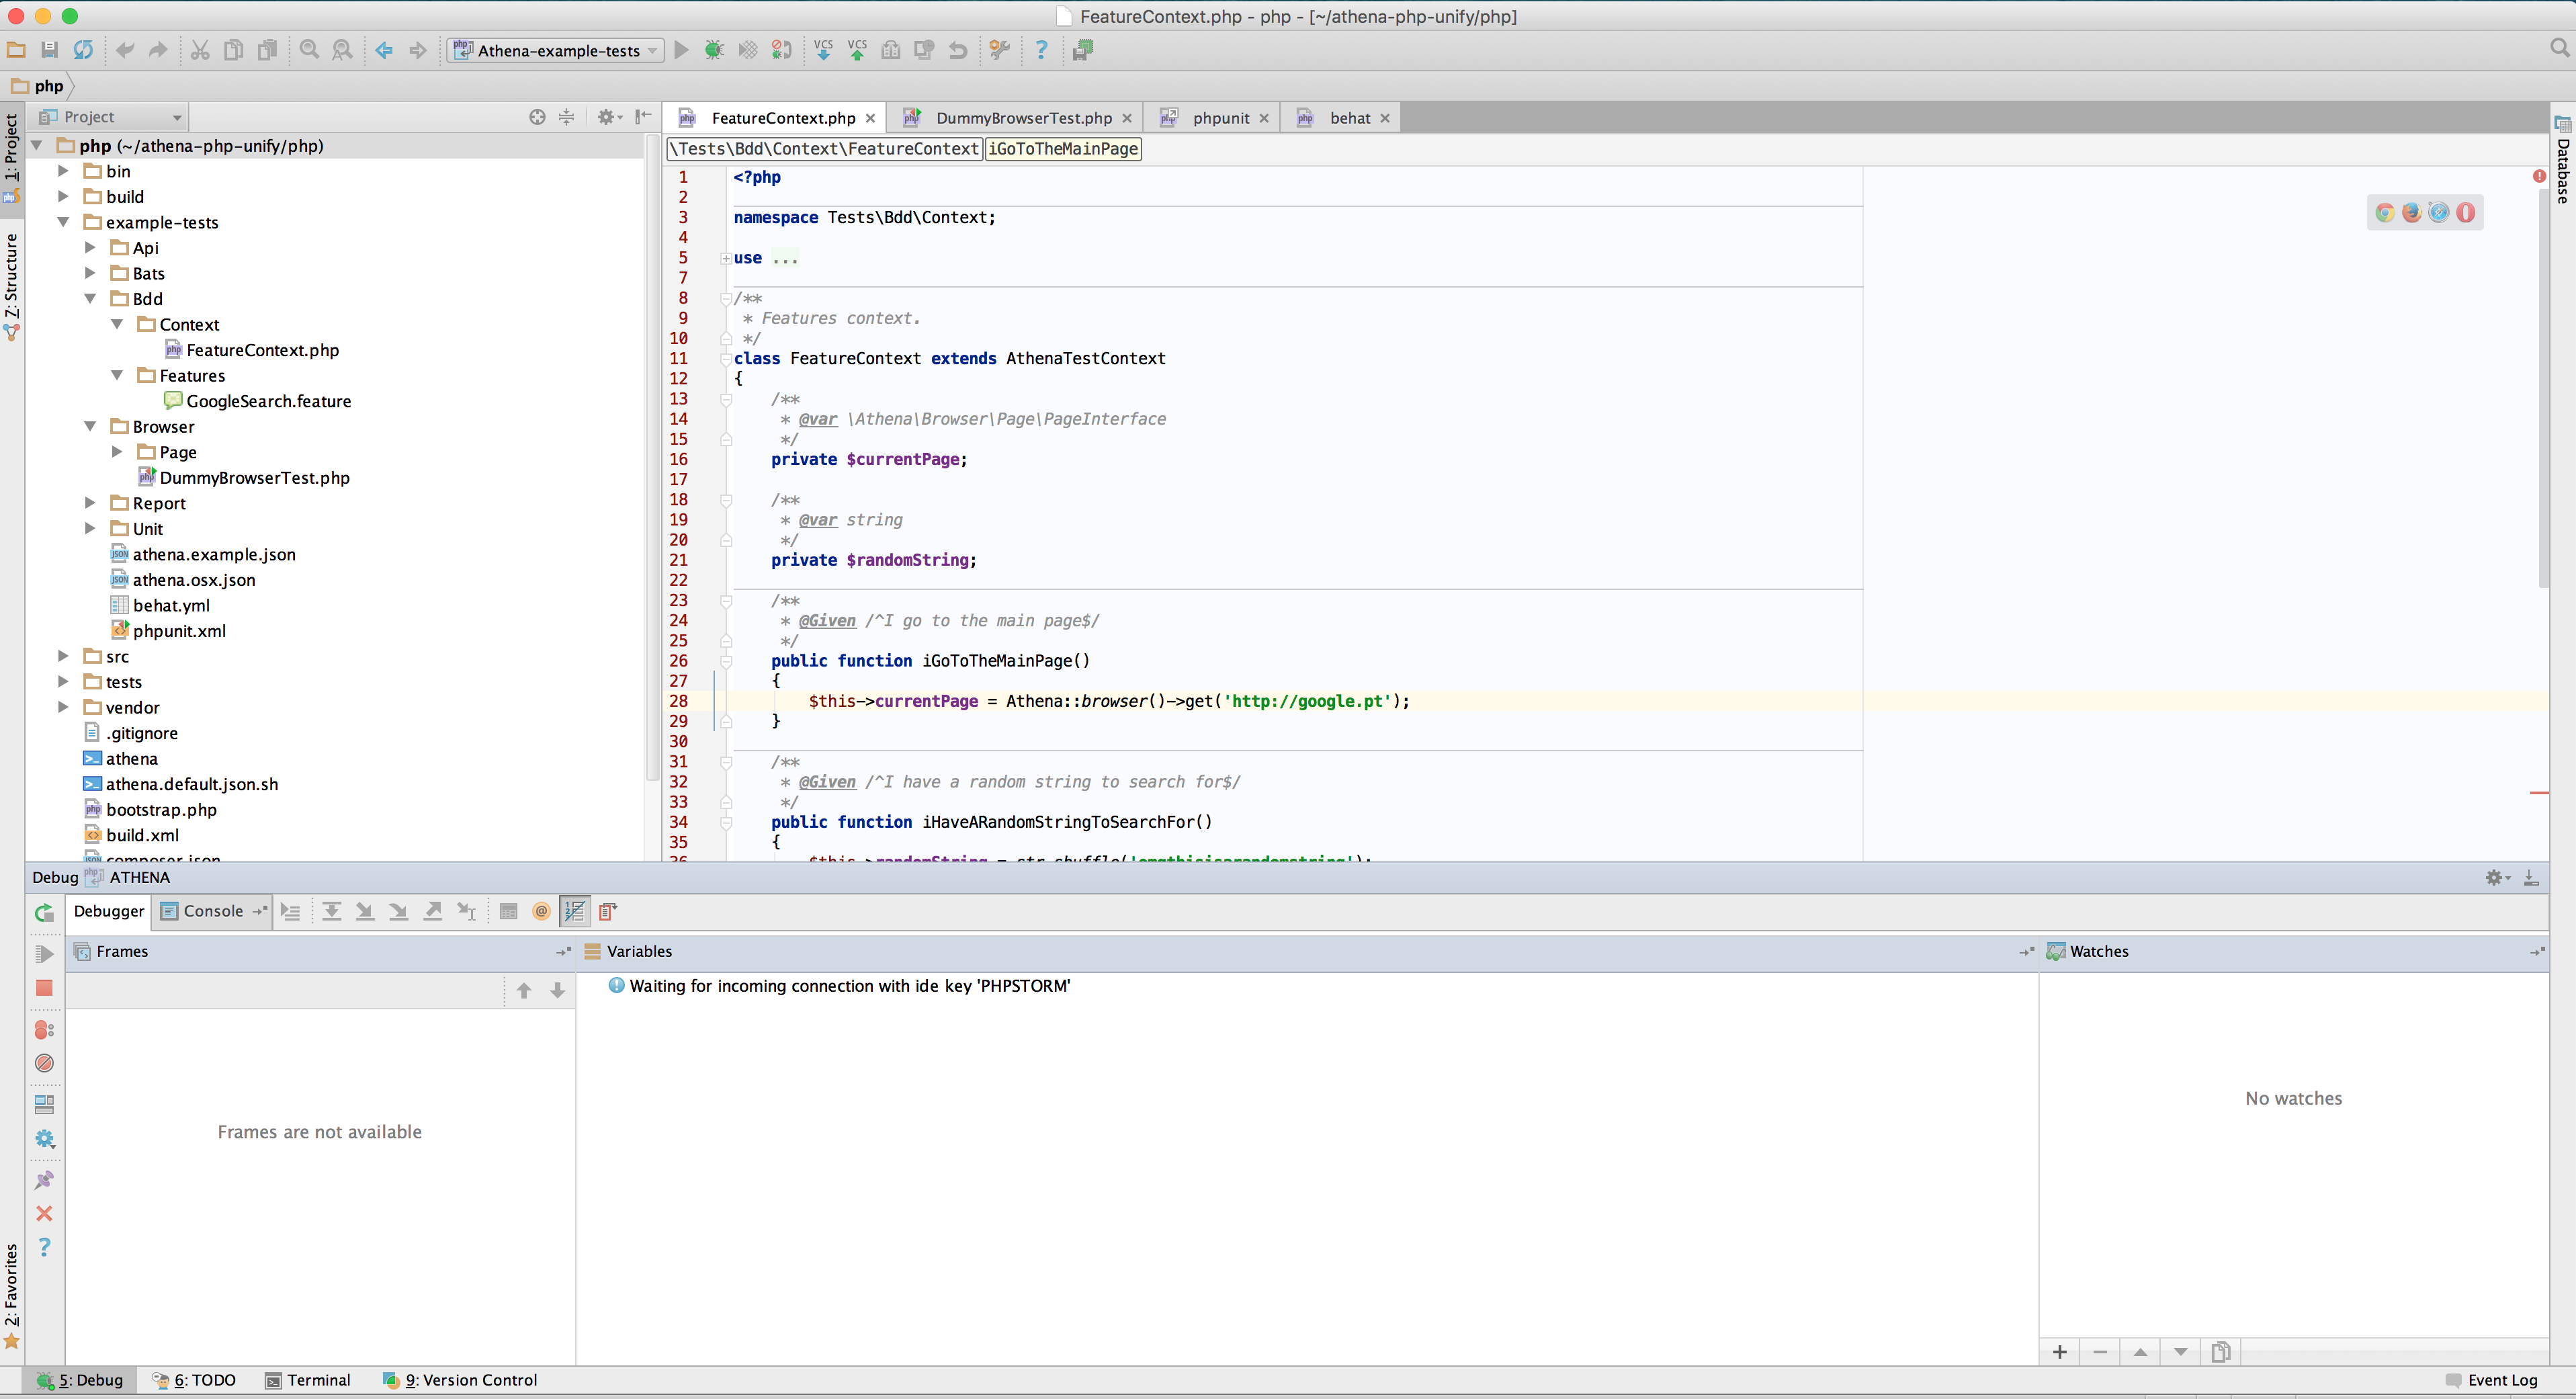 FeatureContext.php - php - [~/athena-php-unify/php]
Athena-example-tests
VCS
VCS
php
1: Project
7: Structure
2: Favorites
Project
php (~/athena-php-unify/php)
bin
build
example-tests
Api
Bats
Bdd
Context
FeatureContext.php
Features
GoogleSearch.feature
Browser
Page
DummyBrowserTest.php
Report
Unit
athena.example.json
athena.osx.json
behat.yml
phpunit.xml
src
tests
vendor
.gitignore
athena
athena.default.json.sh
bootstrap.php
build.xml
composer.json
FeatureContext.php
DummyBrowserTest.php
phpunit
behat
Database
\Tests\Bdd\Context\FeatureContext iGoToTheMainPage
1 <?php
2
3 namespace Tests\Bdd\Context;
4
5 use ...
7
8 /**
9 * Features context.
10 */
11 class FeatureContext extends AthenaTestContext
12 {
13 /**
14 * @var \Athena\Browser\Page\PageInterface
15 */
16 private $currentPage;
17
18 /**
19 * @var string
20 */
21 private $randomString;
22
23 /**
24 * @Given /^I go to the main page$/
25 */
26 public function iGoToTheMainPage()
27 {
28 $this->currentPage = Athena::browser()->get('http://google.pt');
29 }
30
31 /**
32 * @Given /^I have a random string to search for$/
33 */
34 public function iHaveARandomStringToSearchFor()
35 {
36 $this->randomString = str_shuffle('omgthisisarandomstring');
Debug ATHENA
Debugger
Console
Frames
Variables
Watches
Waiting for incoming connection with ide key 'PHPSTORM'
Frames are not available
No watches
5: Debug
6: TODO
Terminal
9: Version Control
Event Log